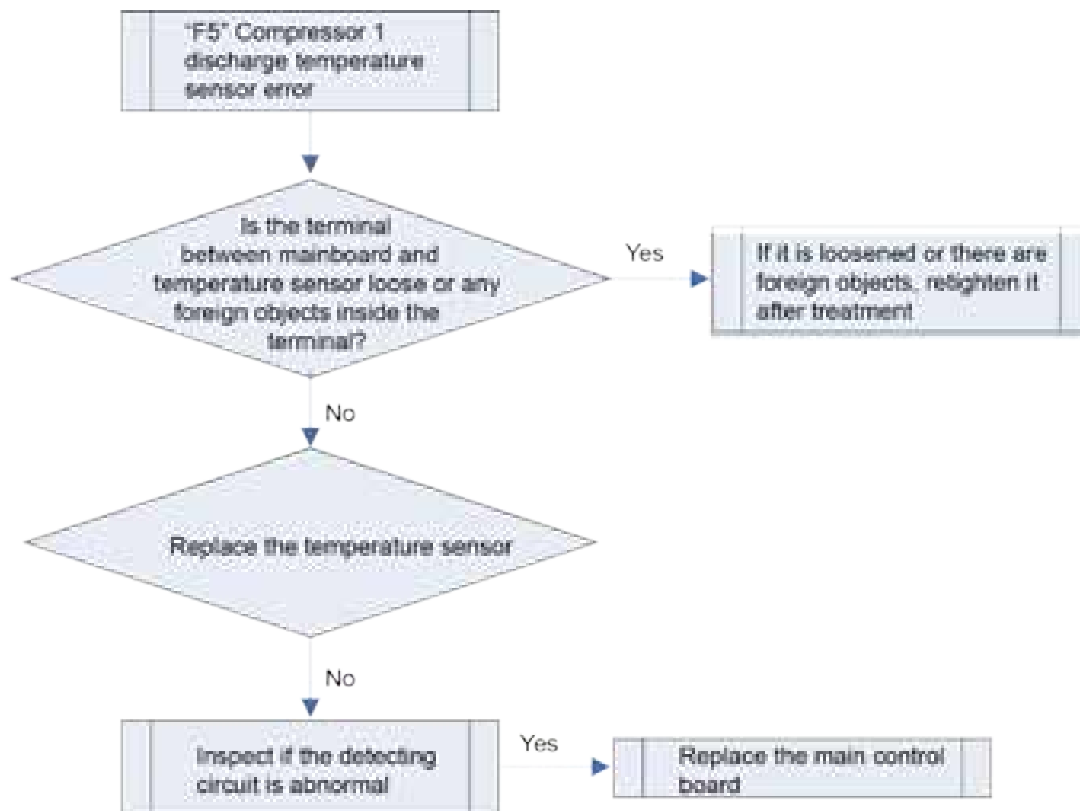 "F5" Compressor 1
discharge temperature
sensor error
Is the terminal
between mainboard and
temperature sensor loose or any
foreign objects inside the
terminal?
Yes
If it is loosened or there are
foreign objects, retighten it
after treatment
No
Replace the temperature sensor
No
Inspect if the detecting
circuit is abnormal
Yes
Replace the main control
board